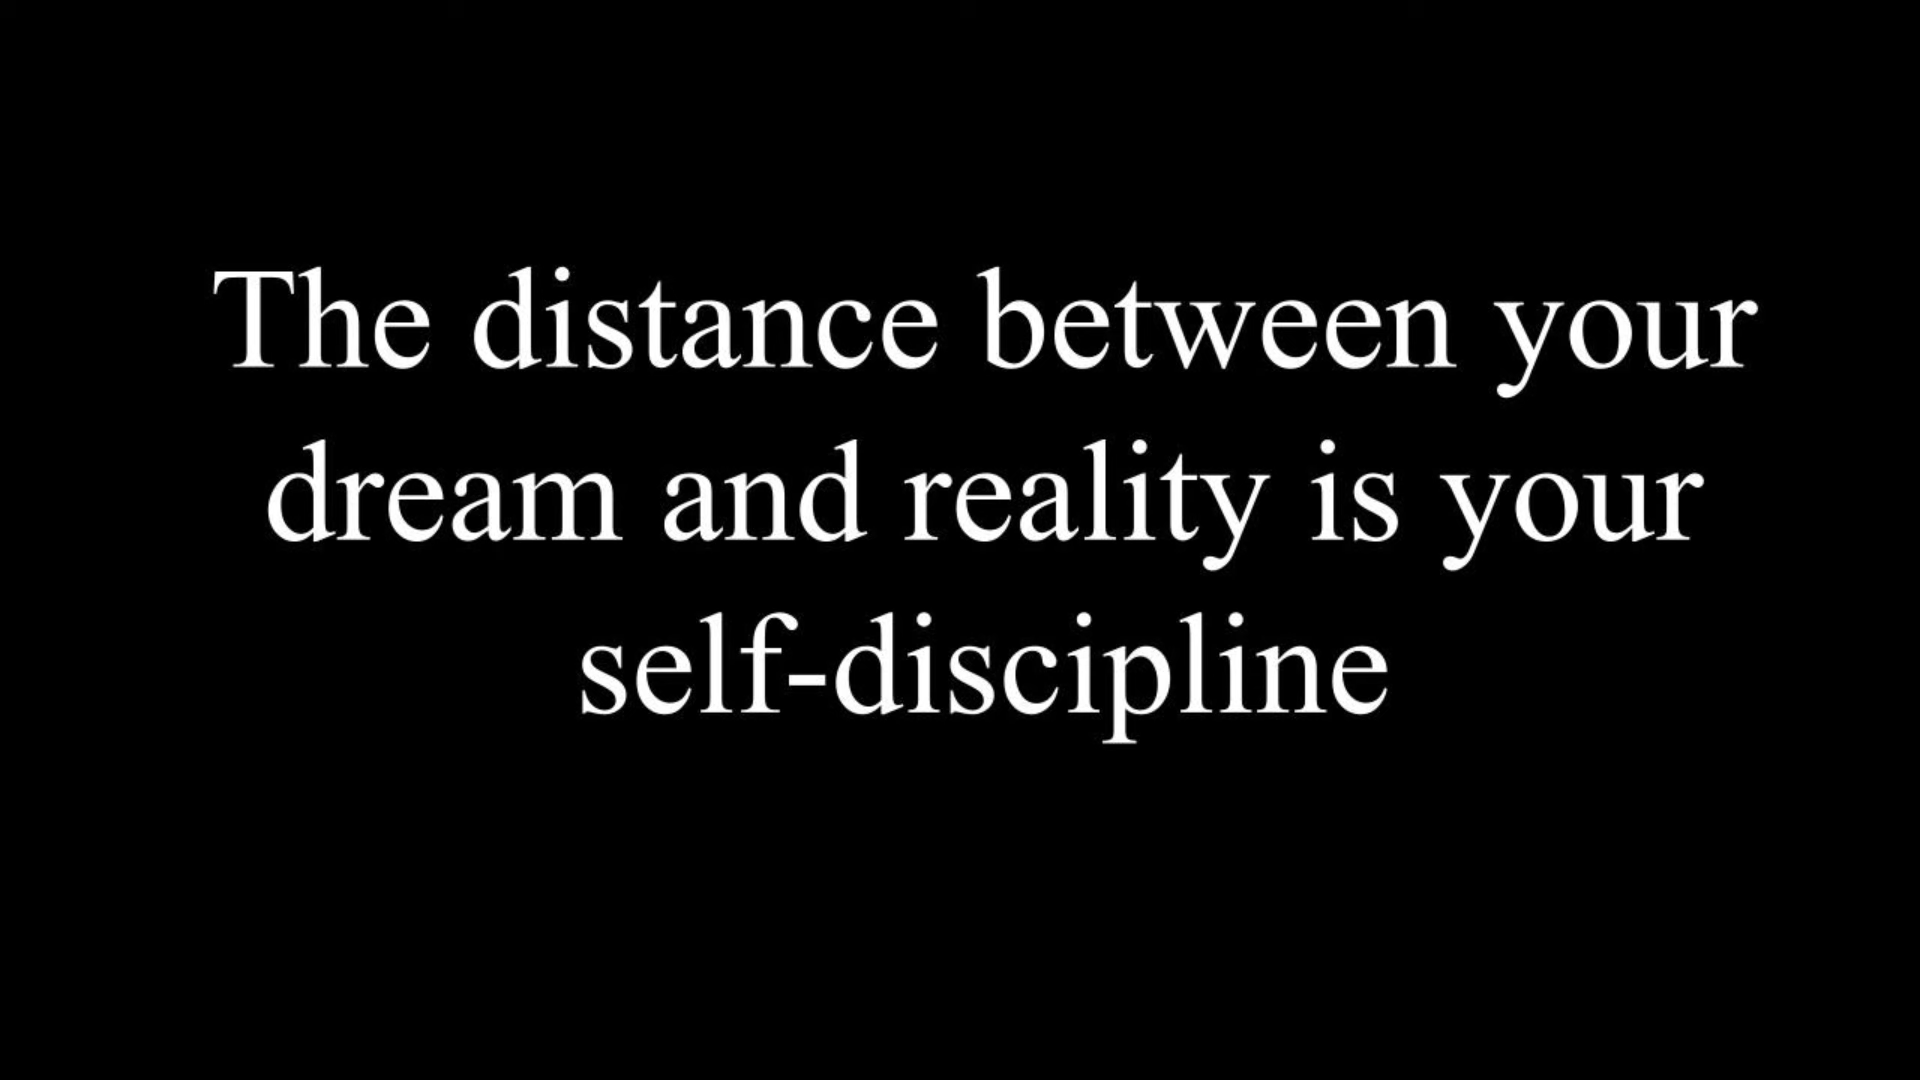 The distance between your
dream and reality is your
self-discipline